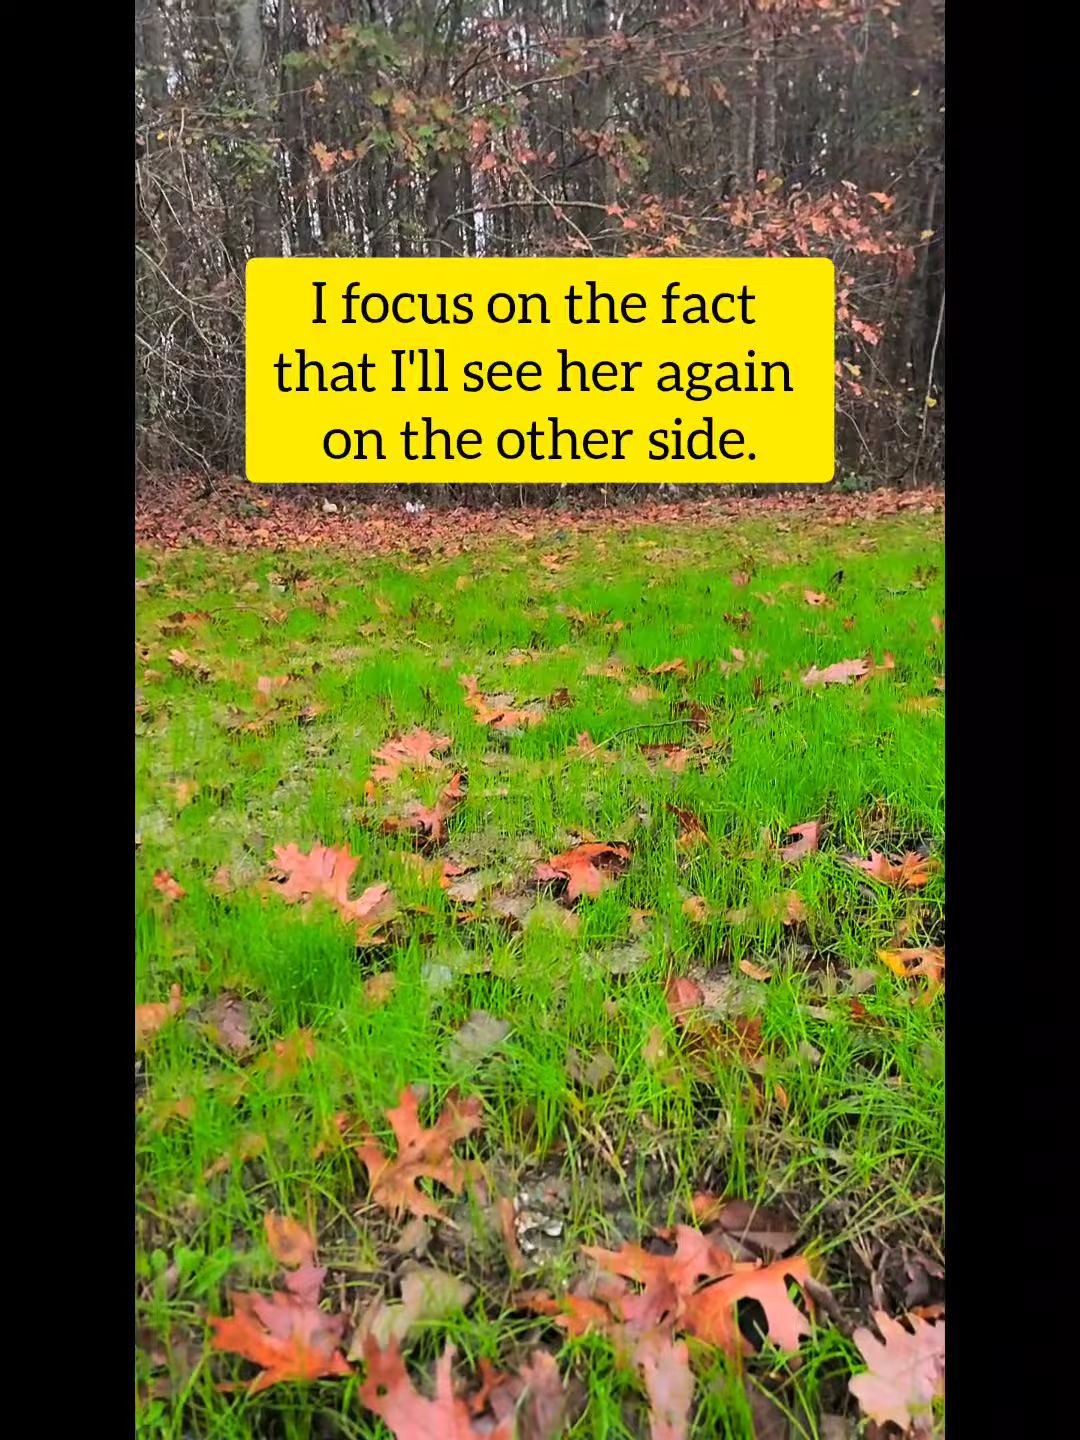 I focus on the fact
that I'll see her again
on the other side.